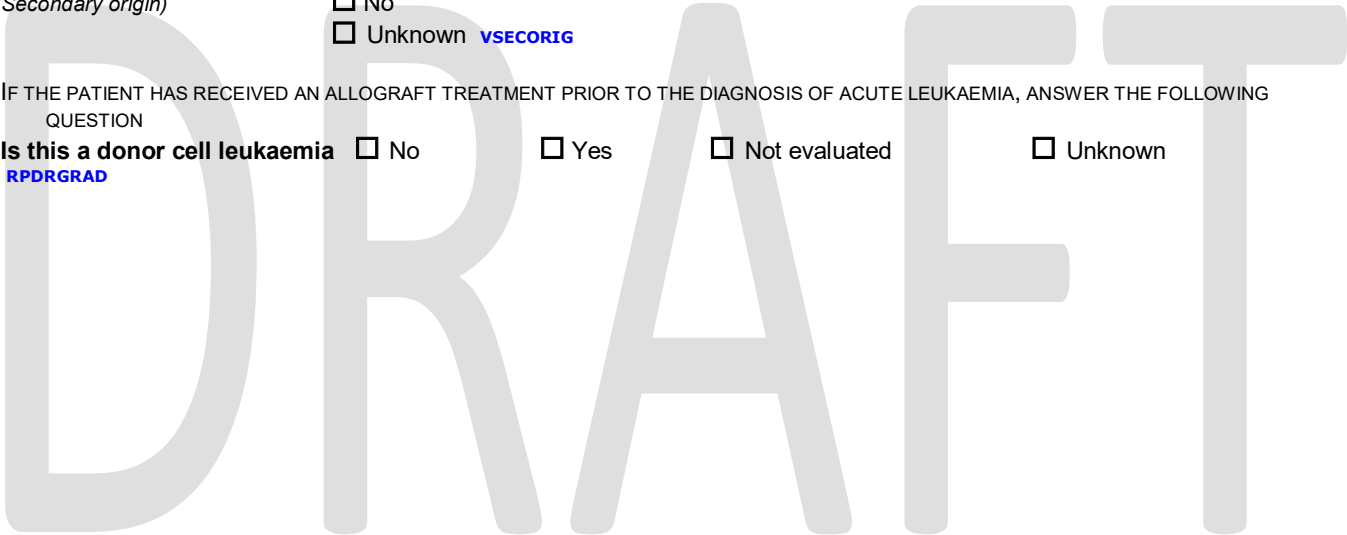 Secondary origin) ☐ No
☐ Unknown VSECORIG
IF THE PATIENT HAS RECEIVED AN ALLOGRAFT TREATMENT PRIOR TO THE DIAGNOSIS OF ACUTE LEUKAEMIA, ANSWER THE FOLLOWING
QUESTION
Is this a donor cell leukaemia ☐ No ☐ Yes ☐ Not evaluated ☐ Unknown
RPDRGRAD
DRAFT